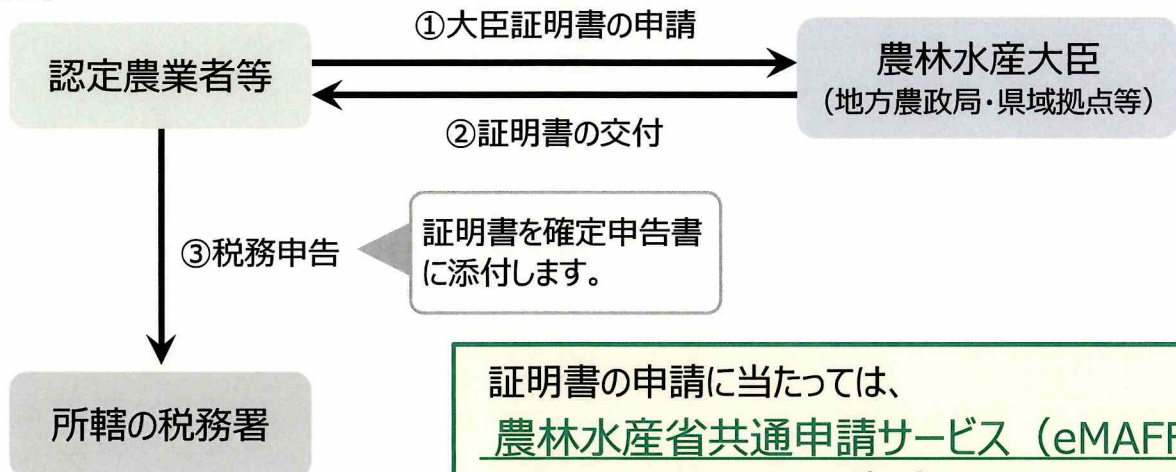 ①大臣証明書の申請
認定農業者等
農林水産大臣
(地方農政局・県域拠点等)
②証明書の交付
③税務申告
証明書を確定申告書
に添付します。
証明書の申請に当たっては、
農林水産省共通申請サービス(eMAFF
所轄の税務署